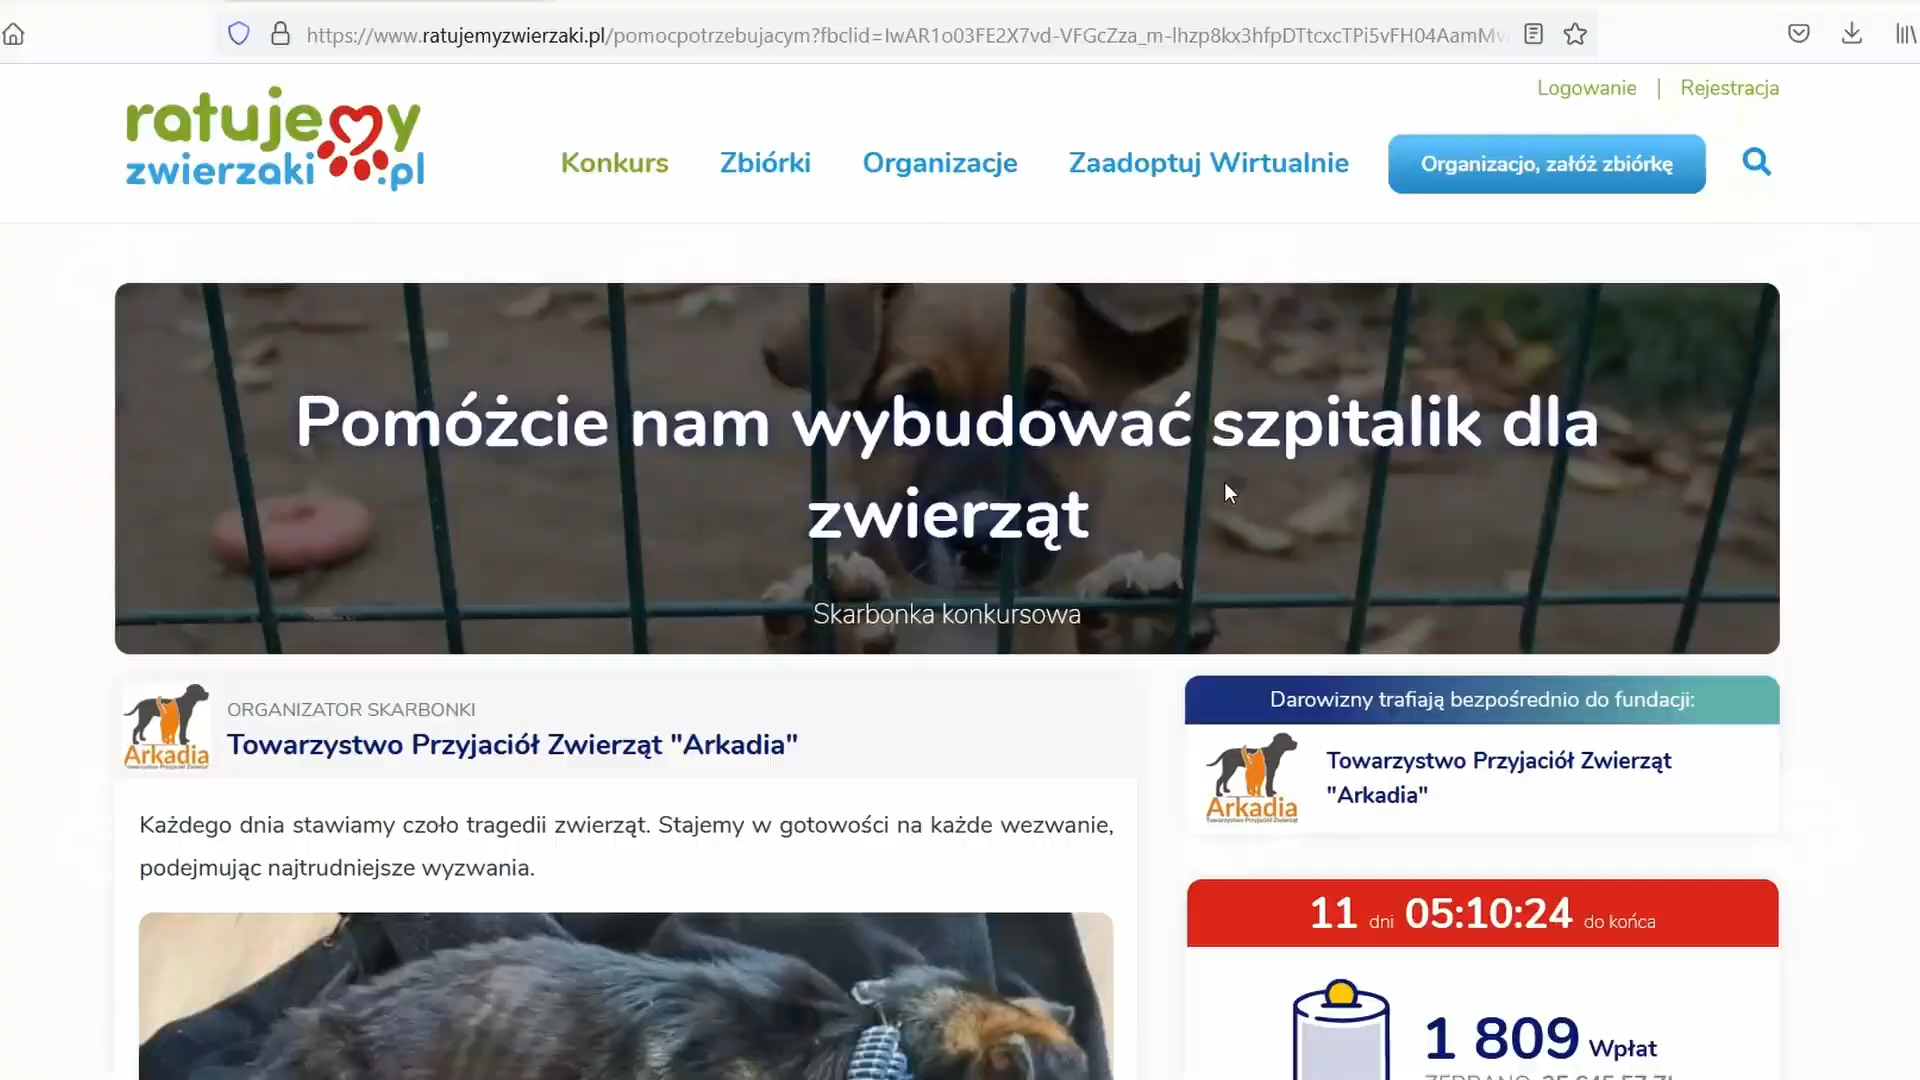 https://www.ratujemyzwierzaki.pl/pomocpotrzebujacym?fbclid=IwAR1o03FE2X7vd-VFGcZza_m-lhzp8kx3hfpDTtcxcTPi5vFH04AamM
Logowanie | Rejestracja
ratujemy
zwierzaki.pl
Konkurs Zbiórki Organizacje Zaadoptuj Wirtualnie Organizacjo, załóż zbiórkę
Pomóżcie nam wybudować szpitalik dla
zwierząt
Skarbonka konkursowa
Arkadia
ORGANIZATOR SKARBONKI
Towarzystwo Przyjaciół Zwierząt "Arkadia"
Każdego dnia stawiamy czoło tragedii zwierząt. Stajemy w gotowości na każde wezwanie,
podejmując najtrudniejsze wyzwania.
Darowizny trafiają bezpośrednio do fundacji:
Arkadia
Towarzystwo Przyjaciół Zwierząt
"Arkadia"
11 dni 05:10:24 do końca
1 809 Wpłat